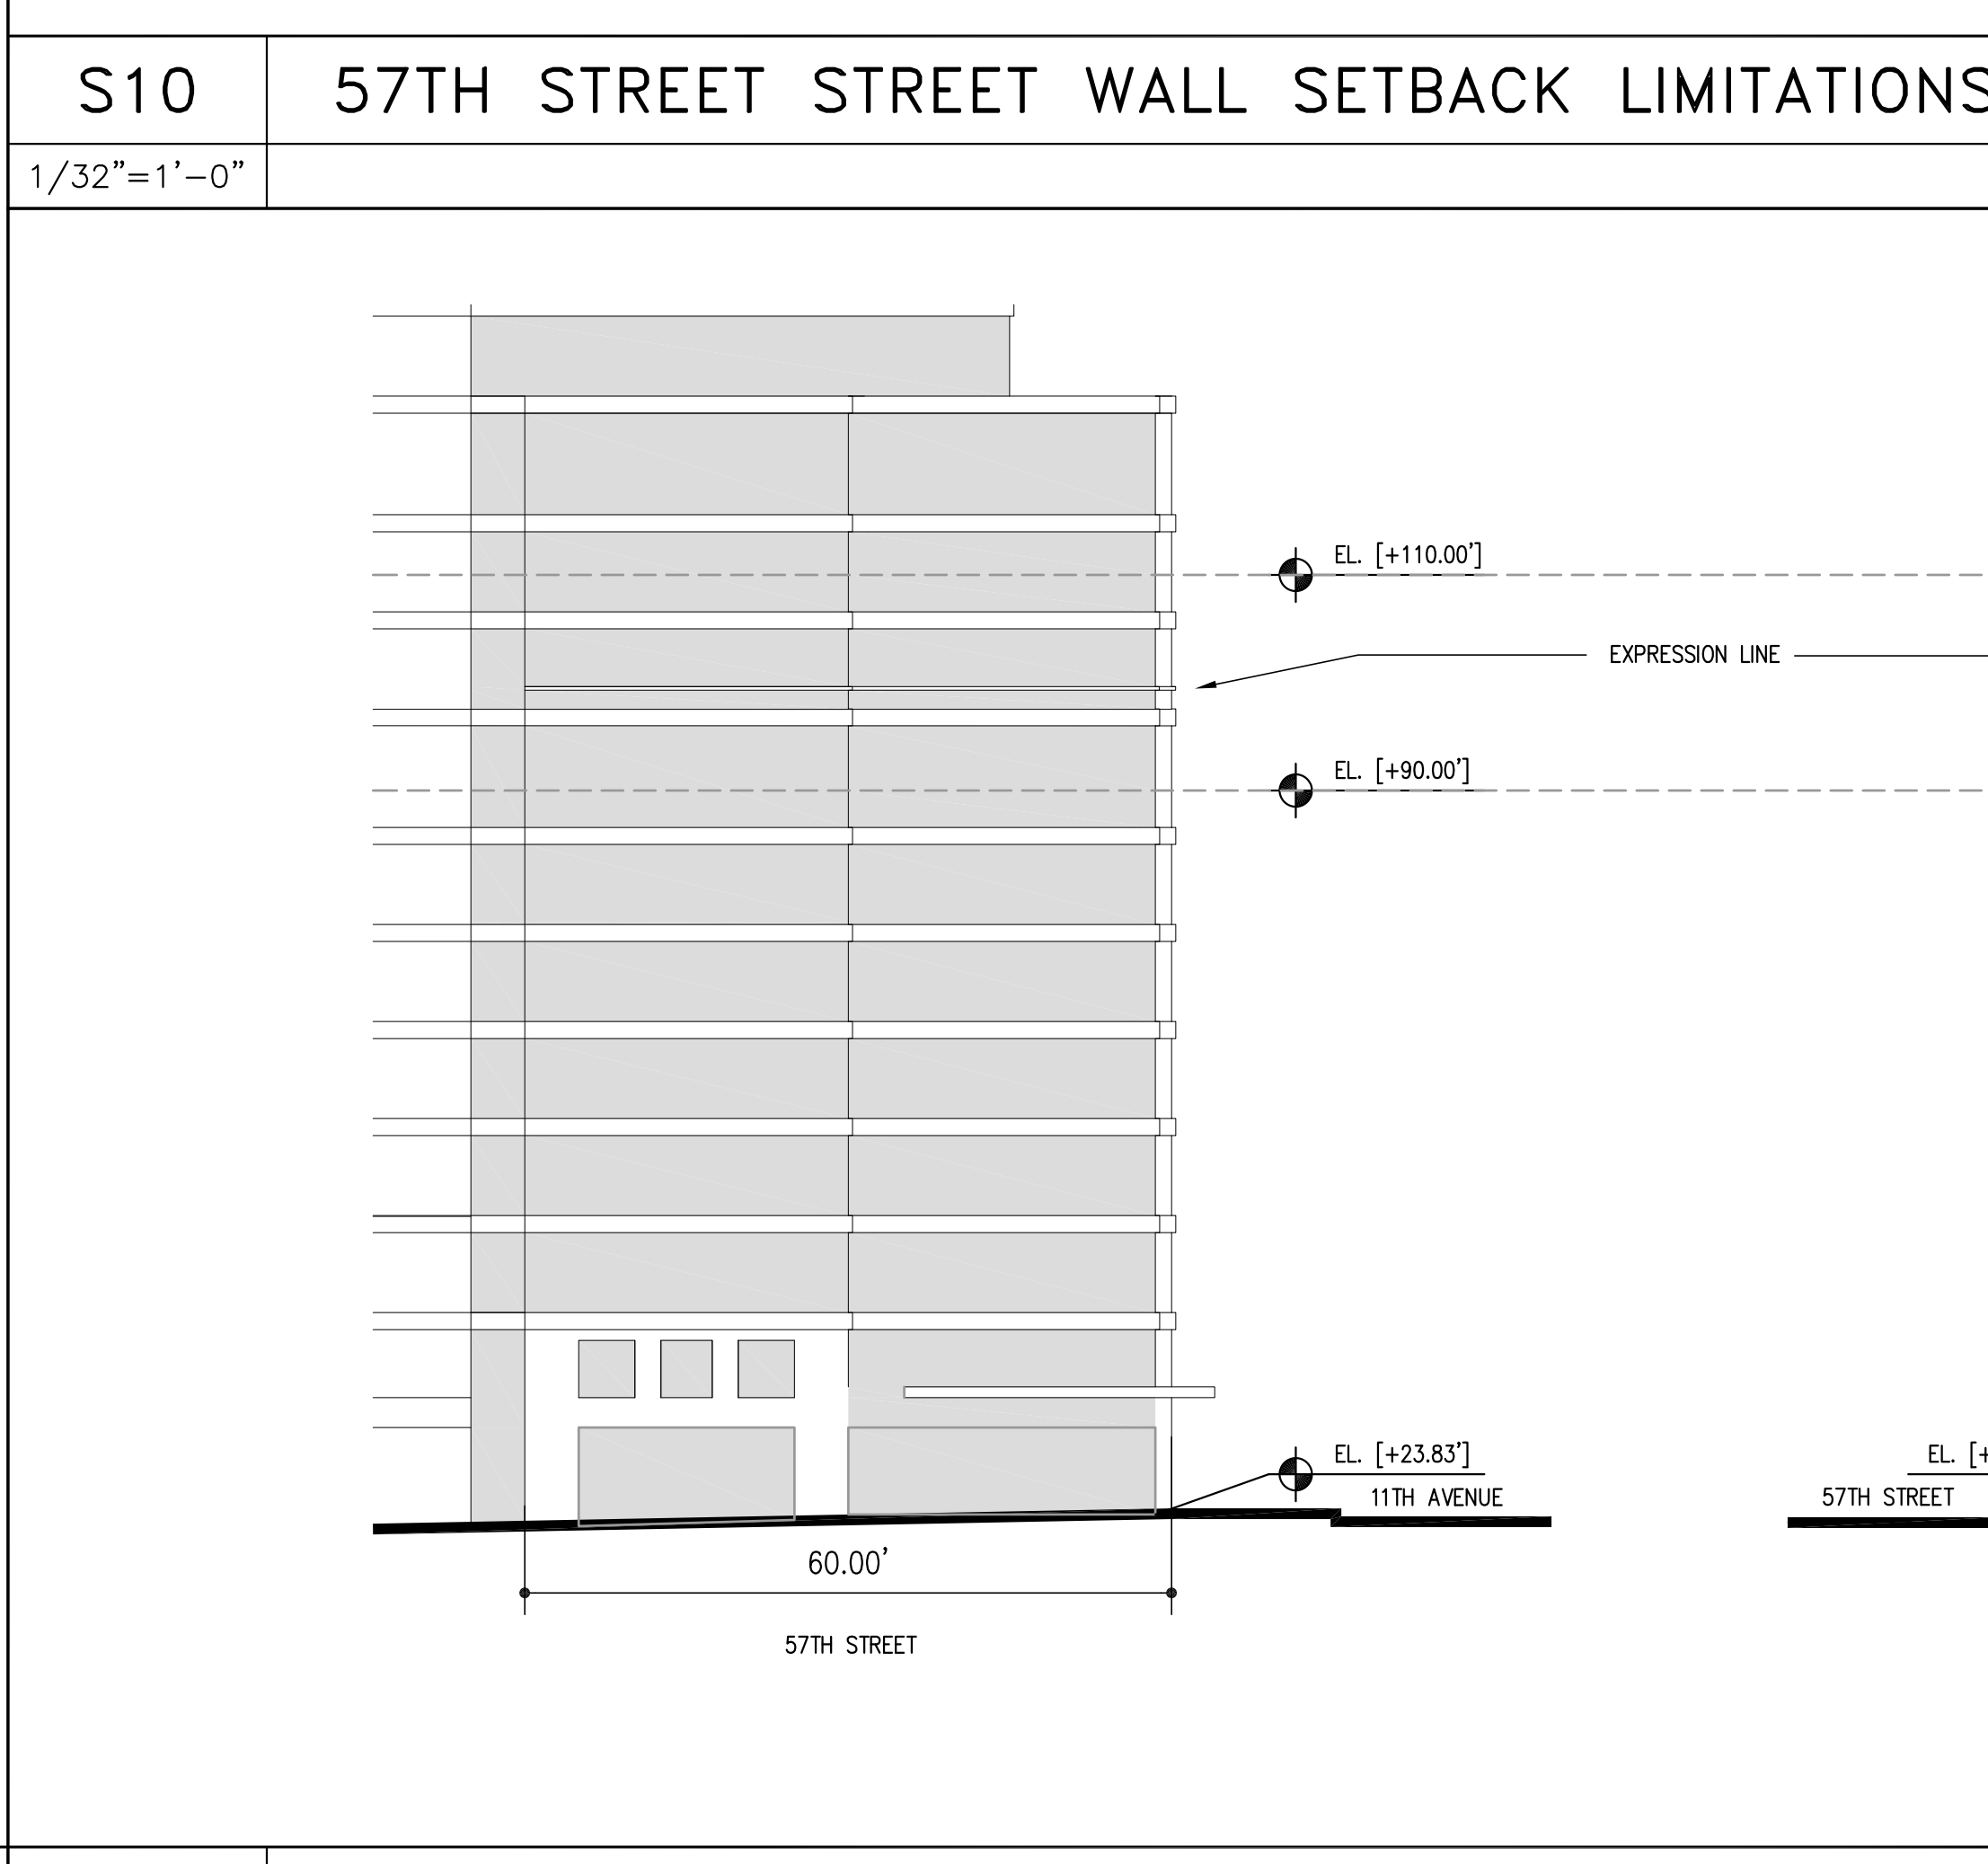 S10
57TH STREET STREET WALL SETBACK LIMITATIONS
1/32"=1'-0"
EL. [+110.00']
EXPRESSION LINE
EL. [+90.00']
EL. [+23.83']
11TH AVENUE
EL. [+
57TH STREET
60.00'
57TH STREET